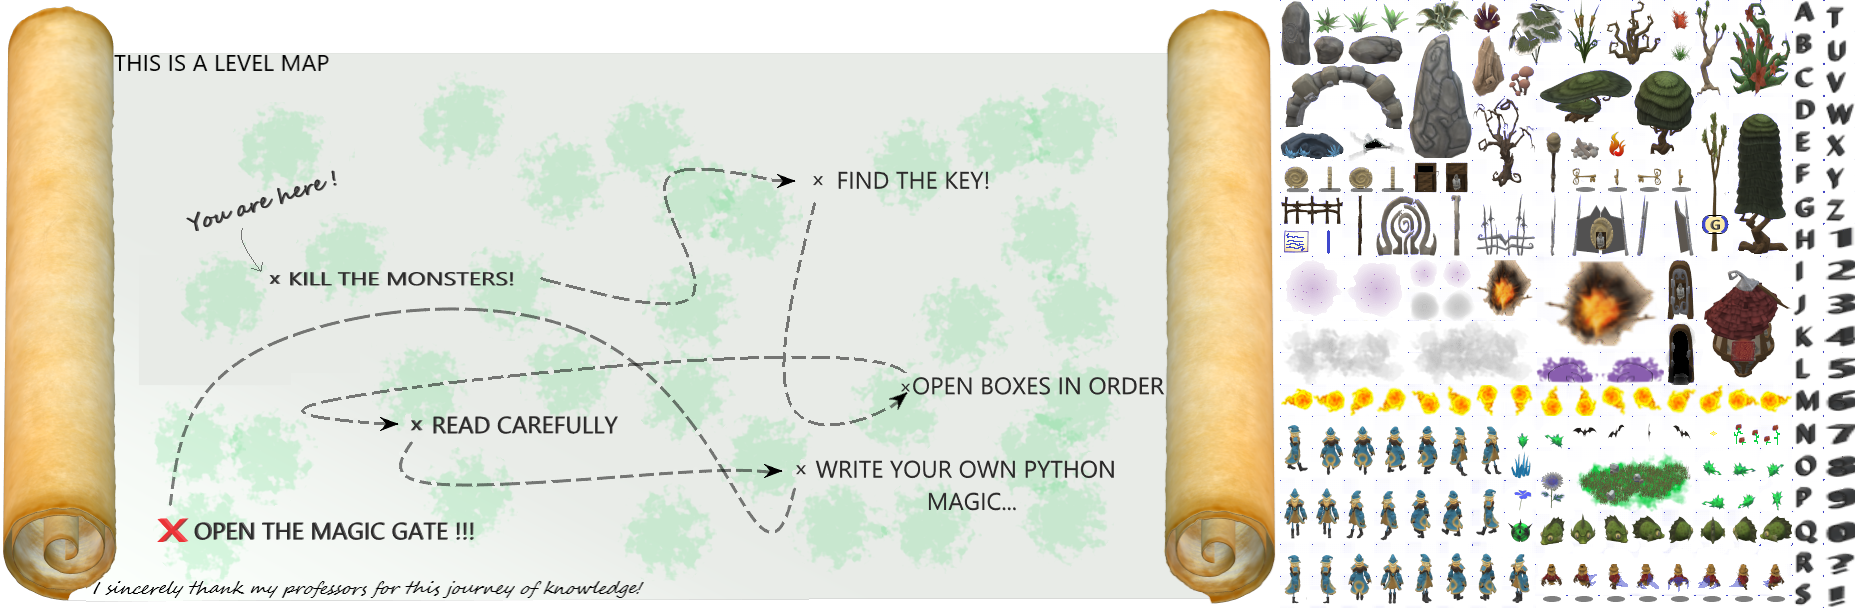 THIS IS A LEVEL MAP
You are here!
× KILL THE MONSTERS!
× FIND THE KEY!
×OPEN BOXES IN ORDER
× READ CAREFULLY
× WRITE YOUR OWN PYTHON
MAGIC...
❌ OPEN THE MAGIC GATE !!!
I sincerely thank my professors for this journey of knowledge!
G
A
B
C
D
E
F
G
H
I
J
K
L
M
N
O
P
Q
R
S
T
U
V
W
X
Y
Z
1
2
3
4
5
6
7
8
9
0
?
!